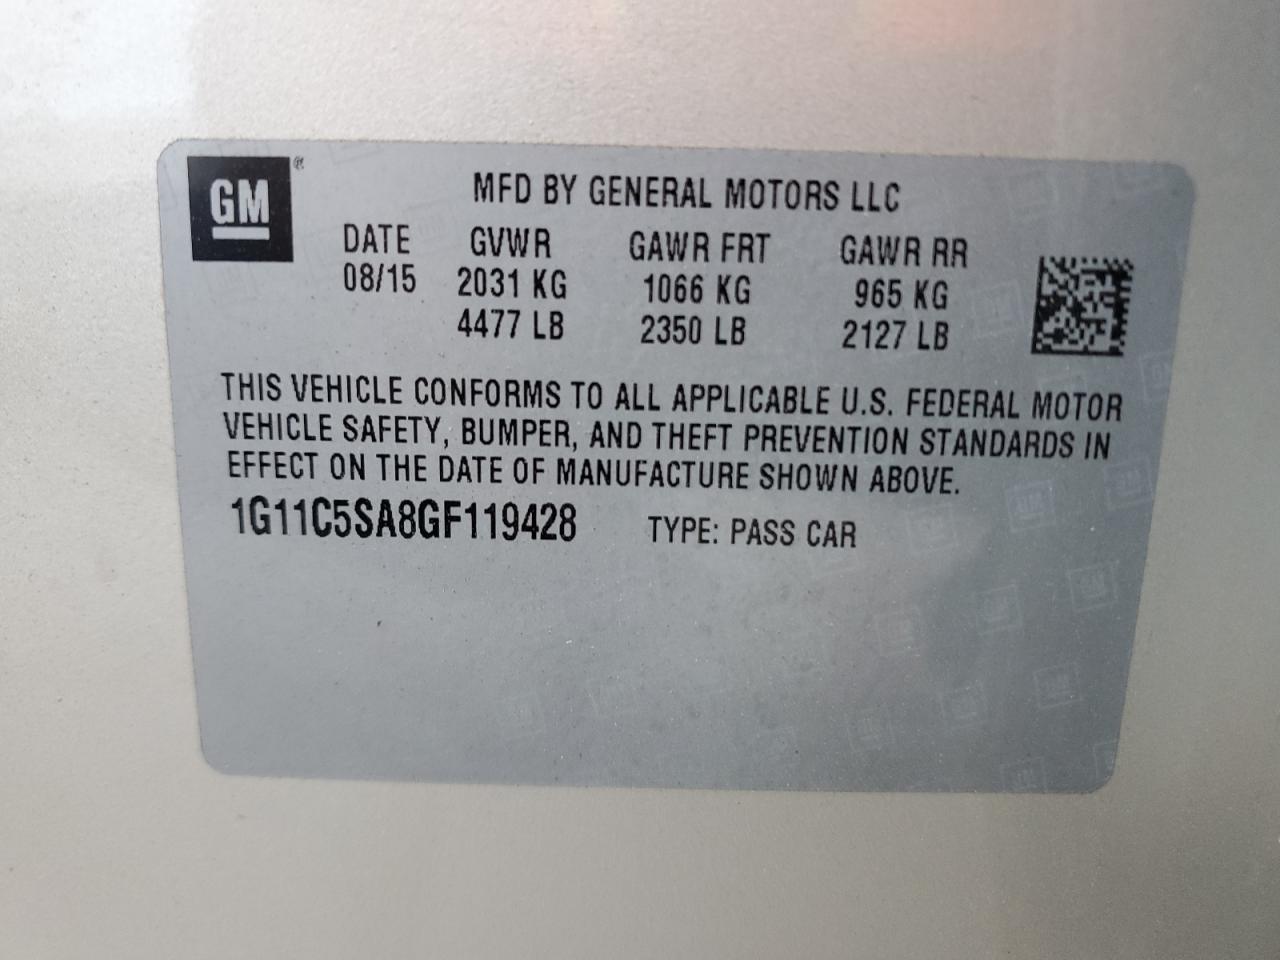 GM®
MFD BY GENERAL MOTORS LLC
DATE GVWR GAWR FRT GAWR RR
08/15 2031 KG 1066 KG 965 KG
4477 LB 2350 LB 2127 LB
THIS VEHICLE CONFORMS TO ALL APPLICABLE U.S. FEDERAL MOTOR
VEHICLE SAFETY, BUMPER, AND THEFT PREVENTION STANDARDS IN
EFFECT ON THE DATE OF MANUFACTURE SHOWN ABOVE.
1G11C5SA8GF119428 TYPE: PASS CAR